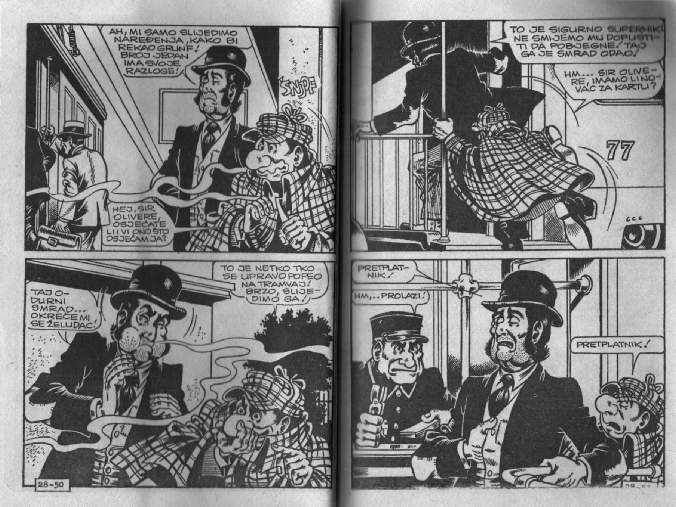 AH, MI SAMO SLIJEDIMO
NAREĐENJA, KAKO BI
REKAO GRUNF!
BROJ JEDAN
IMA SVOJE
RAZLOGE!
SNJPF
HEJ, SIR
OLIVERE,
OSJEĆATE
LI I VI ONO ŠTO
OSJEĆAM JA?
TAJ O-
DURNI
SMRAD...
OKREĆE MI
SE ŽELUDAC!
TO JE NETKO TKO
SE UPRAVO POPEO
NA TRAMVAJ!
BRZO, SLIJE-
DIMO GA!
28-50
TO JE SIGURNO SUPERHIK!
NE SMIJEMO MU DOPUSTI-
TI DA POBJEGNE! TAJ
GA JE SMRAD ODAO!
HM... SIR OLIVE-
RE, IMAMO LI NO-
VAC ZA KARTU?
77
PRETPLAT-
NIK!
HM,...PROLAZI!
PRETPLATNIK!